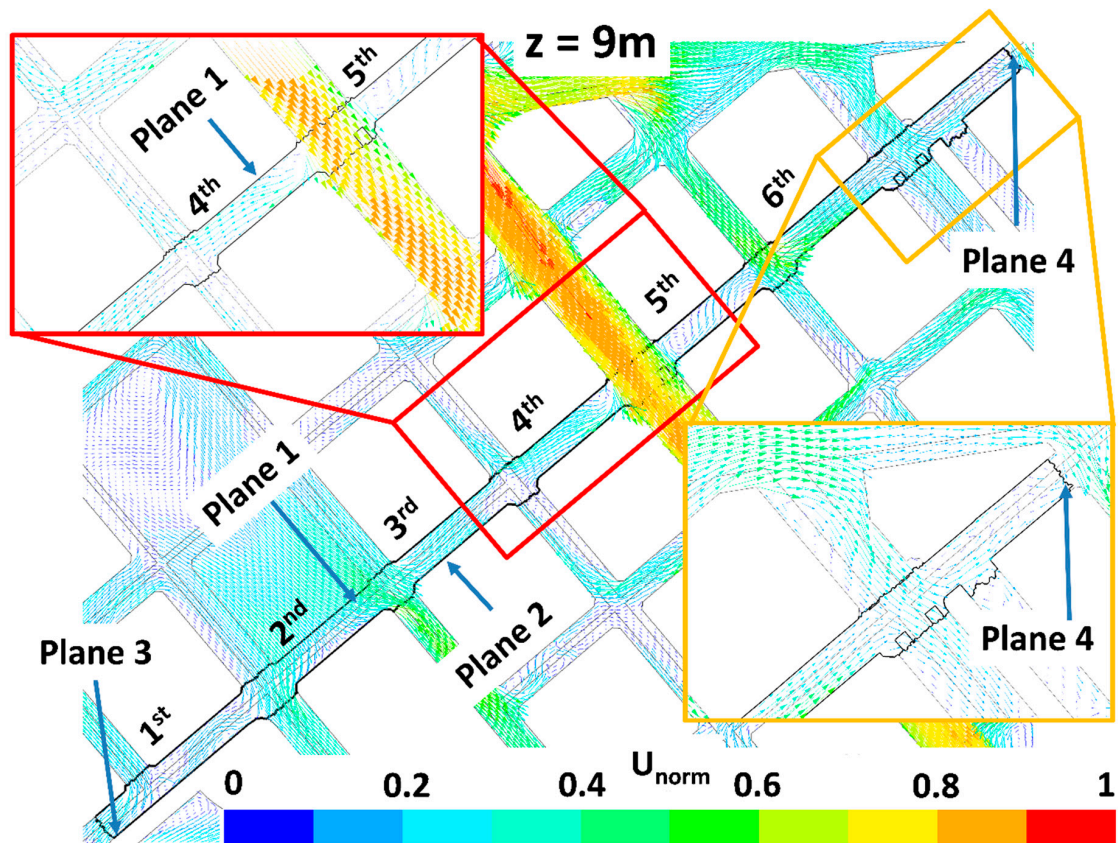 z = 9m
5th
Plane 1
4th
6th
Plane 4
5th
4th
Plane 1
3rd
2nd
Plane 2
Plane 3
1st
Plane 4
Unorm
0 0.2 0.4 0.6 0.8 1